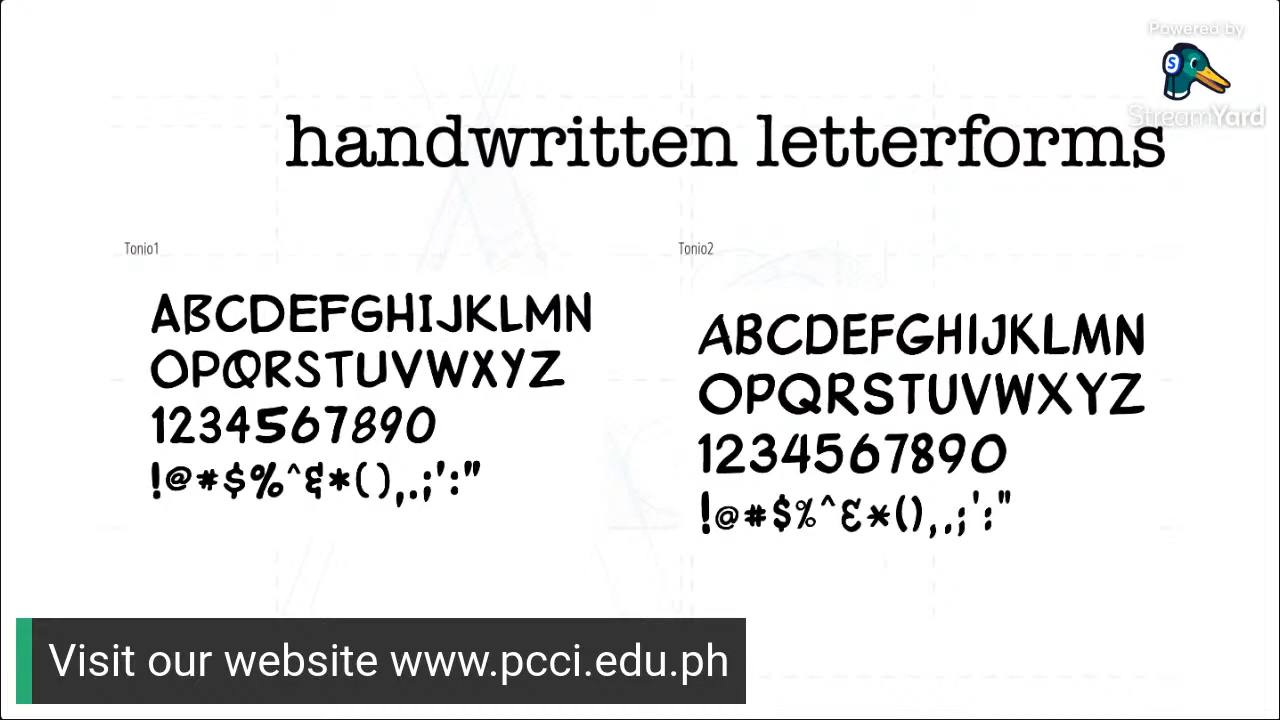 Powered by
S
StreamYard
handwritten letterforms
Tonio1
ABCDEFGHIJKLMN
OPQRSTUVWXYZ
1234567890
!@#$%^&*(),.;':"
Tonio2
ABCDEFGHIJKLMN
OPQRSTUVWXYZ
1234567890
!@#$%^&*(),.;':"
Visit our website www.pcci.edu.ph